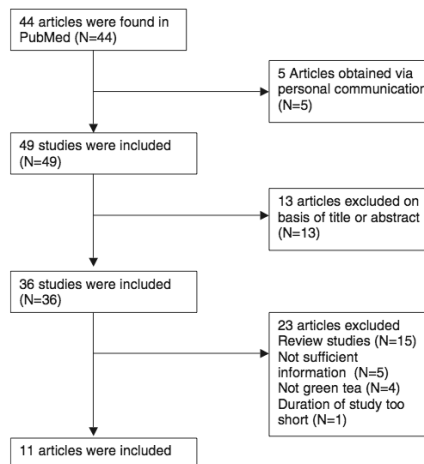 44 articles were found in
PubMed (N=44)
5 Articles obtained via
personal communication
(N=5)
49 studies were included
(N=49)
13 articles excluded on
basis of title or abstract
(N=13)
36 studies were included
(N=36)
23 articles excluded
Review studies (N=15)
Not sufficient
information (N=5)
Not green tea (N=4)
Duration of study too
short (N=1)
11 articles were included